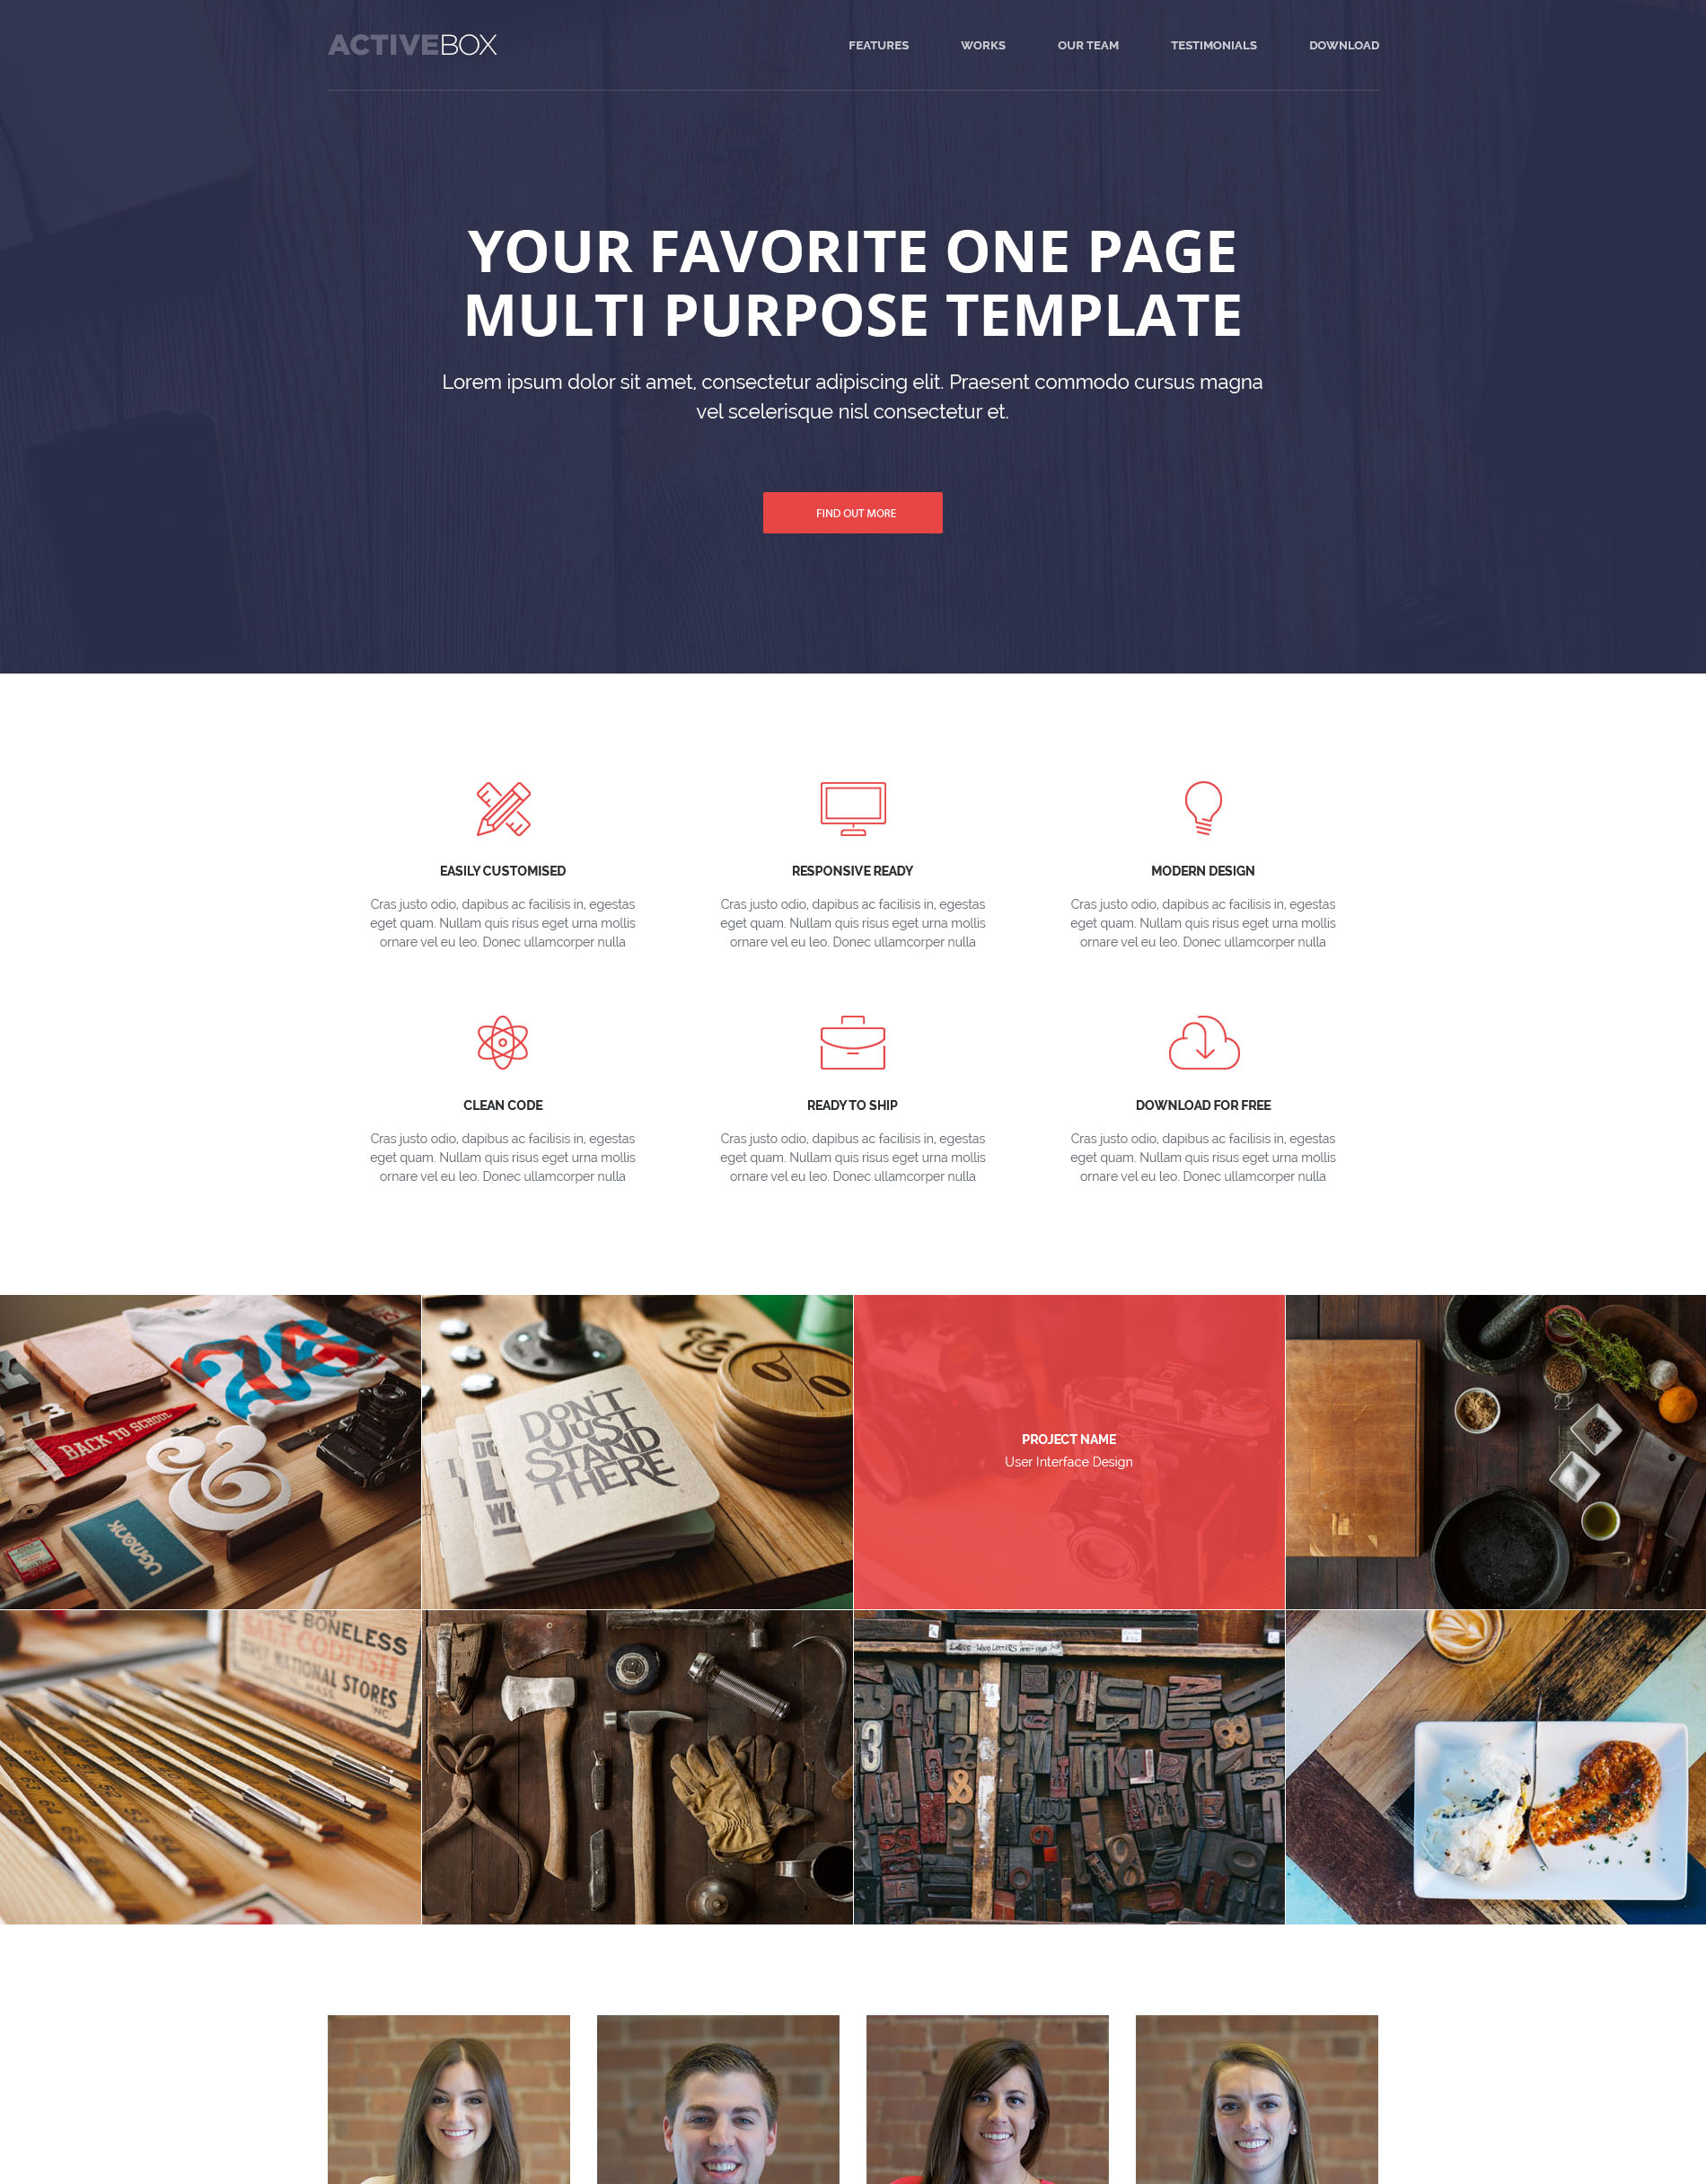 ACTIVEBOX
FEATURES WORKS OUR TEAM TESTIMONIALS DOWNLOAD
YOUR FAVORITE ONE PAGE
MULTI PURPOSE TEMPLATE
Lorem ipsum dolor sit amet, consectetur adipiscing elit. Praesent commodo cursus magna
vel scelerisque nisl consectetur et.
FIND OUT MORE
EASILY CUSTOMISED
Cras justo odio, dapibus ac facilisis in, egestas
eget quam. Nullam quis risus eget urna mollis
ornare vel eu leo. Donec ullamcorper nulla
RESPONSIVE READY
Cras justo odio, dapibus ac facilisis in, egestas
eget quam. Nullam quis risus eget urna mollis
ornare vel eu leo. Donec ullamcorper nulla
MODERN DESIGN
Cras justo odio, dapibus ac facilisis in, egestas
eget quam. Nullam quis risus eget urna mollis
ornare vel eu leo. Donec ullamcorper nulla
CLEAN CODE
Cras justo odio, dapibus ac facilisis in, egestas
eget quam. Nullam quis risus eget urna mollis
ornare vel eu leo. Donec ullamcorper nulla
READY TO SHIP
Cras justo odio, dapibus ac facilisis in, egestas
eget quam. Nullam quis risus eget urna mollis
ornare vel eu leo. Donec ullamcorper nulla
DOWNLOAD FOR FREE
Cras justo odio, dapibus ac facilisis in, egestas
eget quam. Nullam quis risus eget urna mollis
ornare vel eu leo. Donec ullamcorper nulla
BACK TO SCHOOL
&
DON'T
JUST
STAND
THERE
PROJECT NAME
User Interface Design
BONELESS
SALT CODFISH
NATIONAL STORES
MASS.
INC.
LARGE WOOD LETTERS